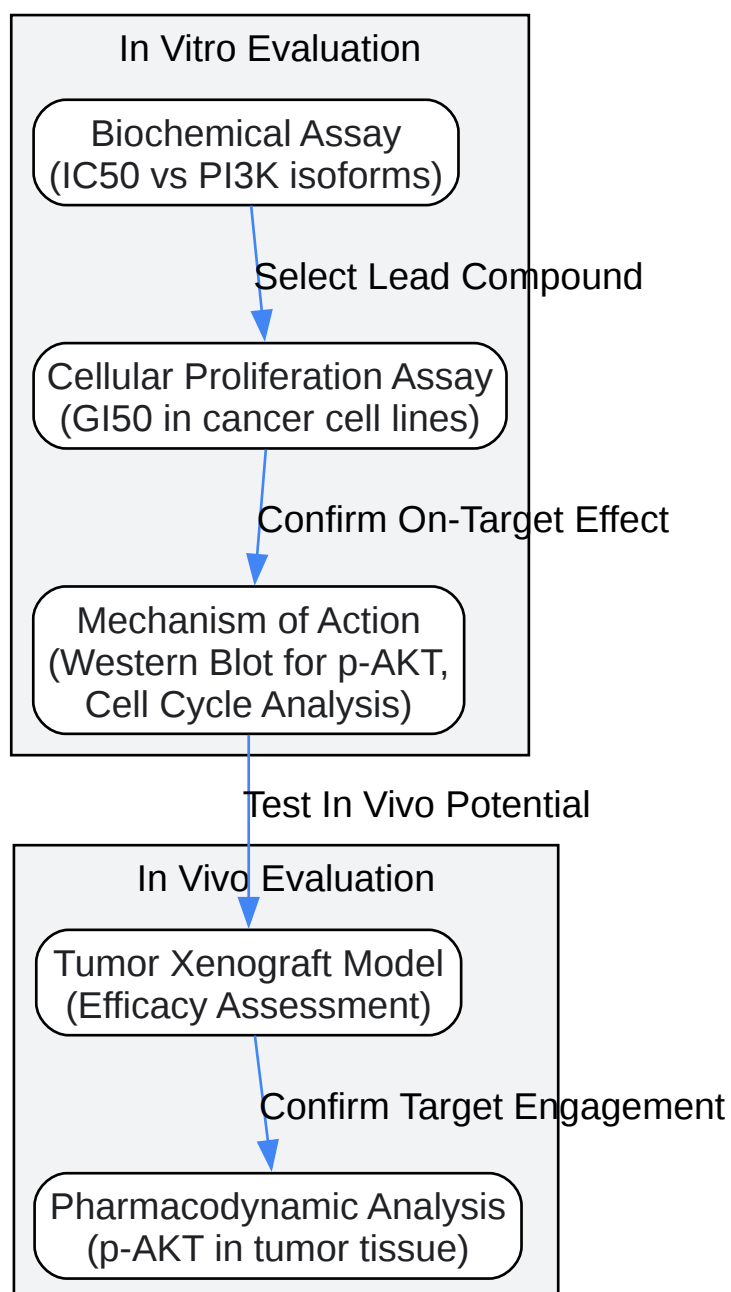 In Vitro Evaluation
Biochemical Assay
(IC50 vs PI3K isoforms)
Select Lead Compound
Cellular Proliferation Assay
(GI50 in cancer cell lines)
Confirm On-Target Effect
Mechanism of Action
(Western Blot for p-AKT,
Cell Cycle Analysis)
Test In Vivo Potential
In Vivo Evaluation
Tumor Xenograft Model
(Efficacy Assessment)
Confirm Target Engagement
Pharmacodynamic Analysis
(p-AKT in tumor tissue)